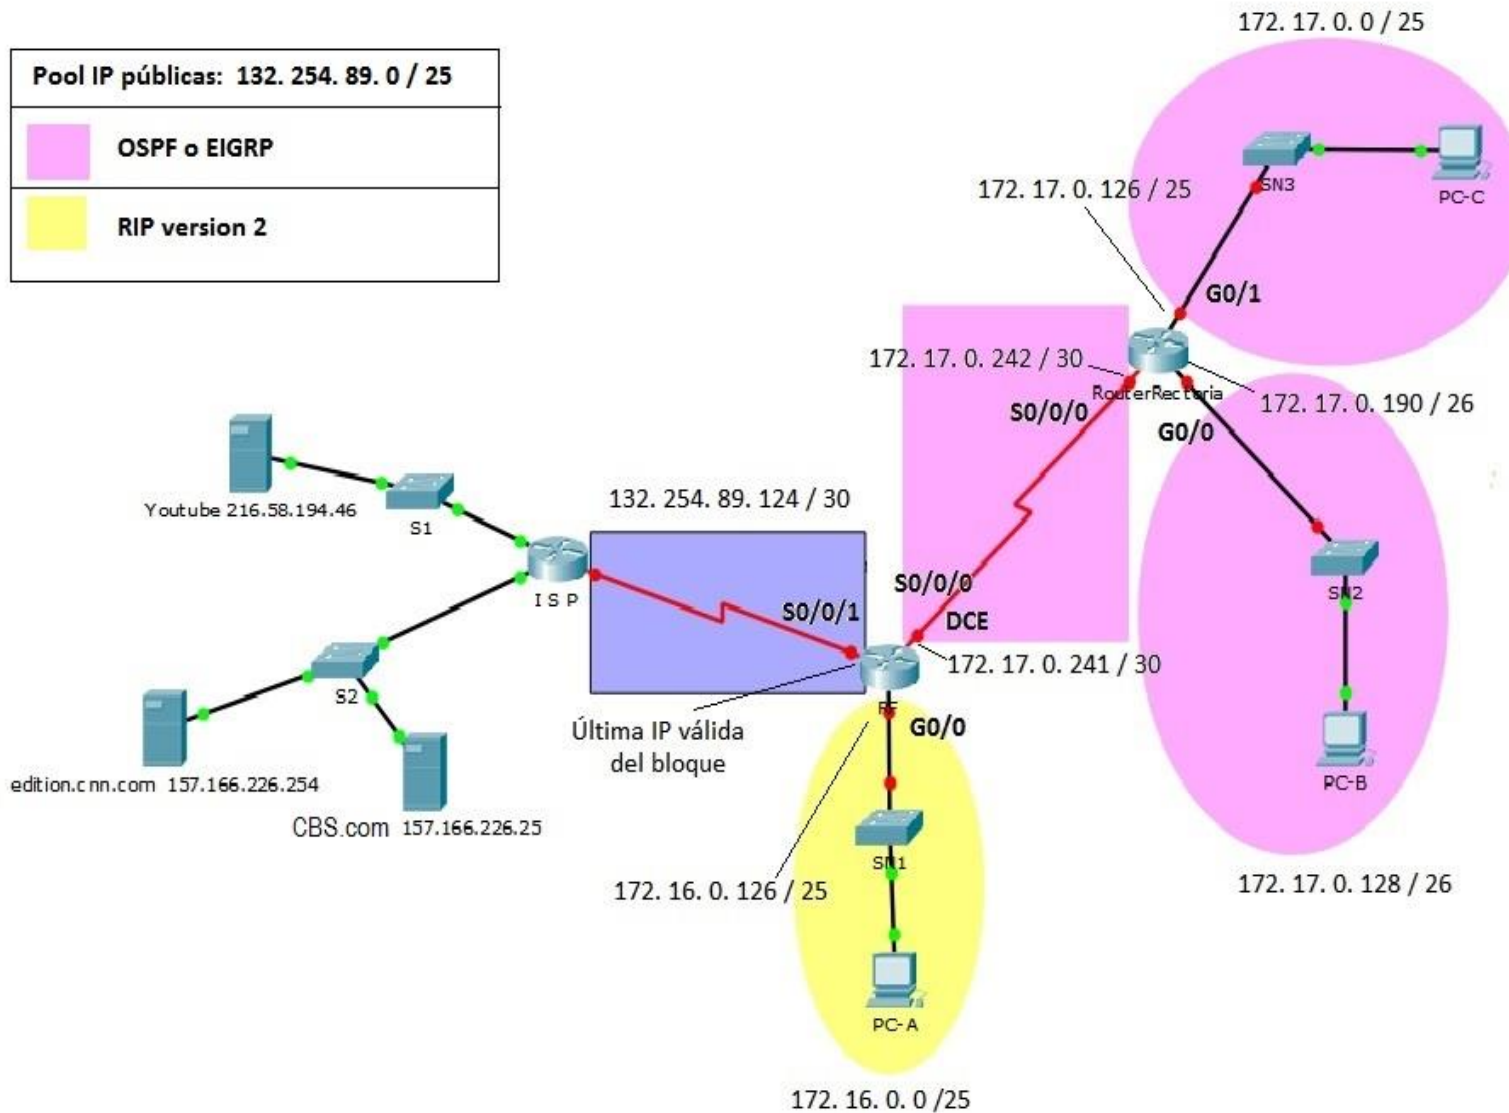 172. 17. 0. 0 / 25
Pool IP públicas: 132. 254. 89. 0 / 25
OSPF o EIGRP
RIP version 2
SN3
PC-C
172. 17. 0. 126 / 25
G0/1
172. 17. 0. 242 / 30
RouterRectoria
172. 17. 0. 190 / 26
S0/0/0
G0/0
Youtube 216.58.194.46
S1
132. 254. 89. 124 / 30
I S P
S0/0/1
S0/0/0
DCE
SN2
172. 17. 0. 241 / 30
S2
Última IP válida
del bloque
G0/0
edition.cnn.com 157.166.226.254
CBS.com 157.166.226.25
PC-B
SN1
172. 16. 0. 126 / 25
172. 17. 0. 128 / 26
PC-A
172. 16. 0. 0 /25